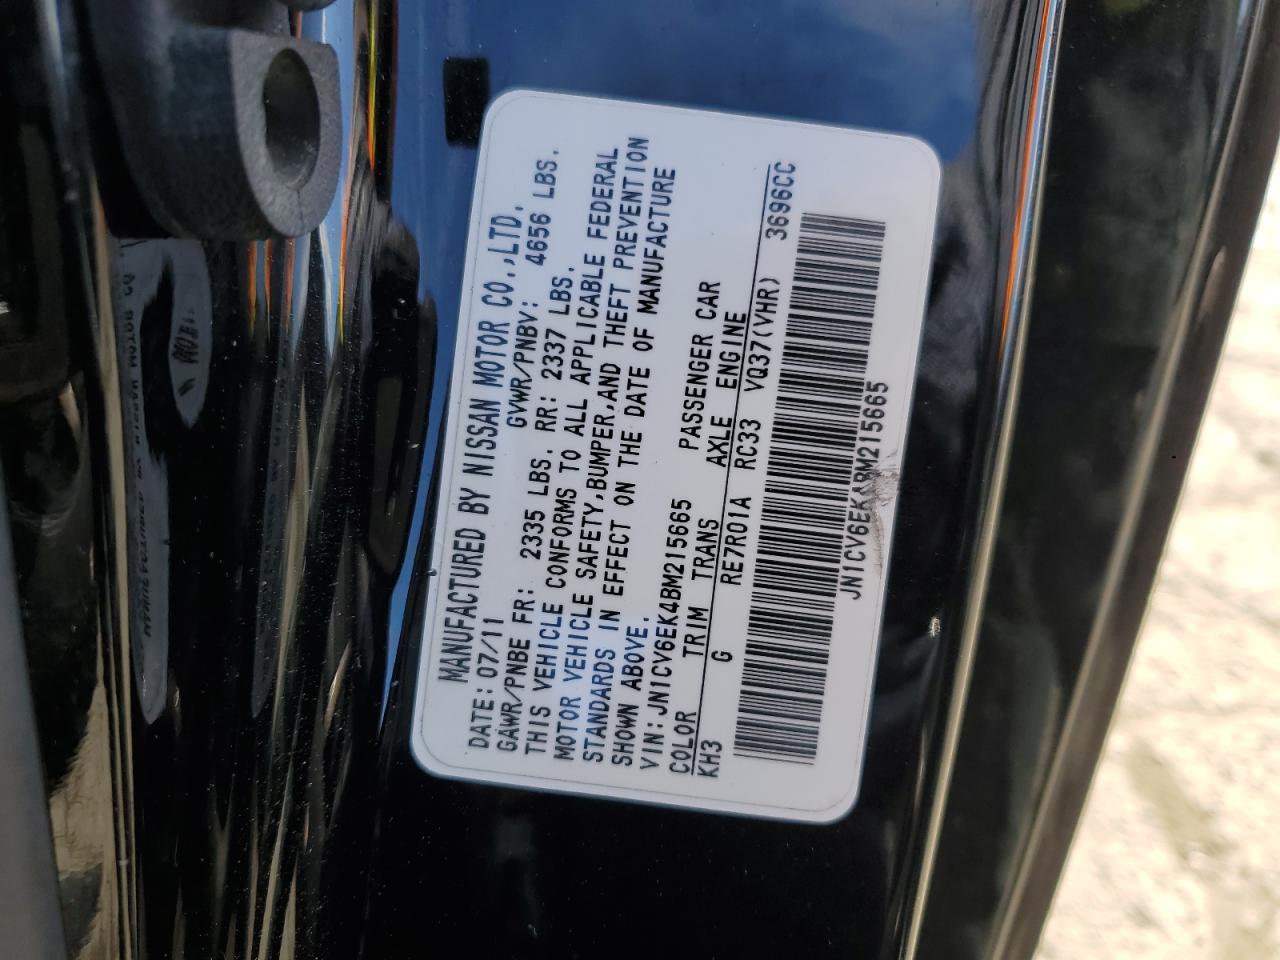 MANUFACTURED BY NISSAN MOTOR CO.,LTD.
DATE: 07/11 GVWR/PNBV: 4656 LBS.
GAWR/PNBE FR: 2335 LBS. RR: 2337 LBS.
THIS VEHICLE CONFORMS TO ALL APPLICABLE FEDERAL
MOTOR VEHICLE SAFETY,BUMPER,AND THEFT PREVENTION
STANDARDS IN EFFECT ON THE DATE OF MANUFACTURE
SHOWN ABOVE.
VIN: JN1CV6EK4BM215665 PASSENGER CAR
COLOR TRIM TRANS AXLE ENGINE
KH3 G RE7R01A RC33 VQ37(VHR) 3696CC
JN1CV6EK4BM215665